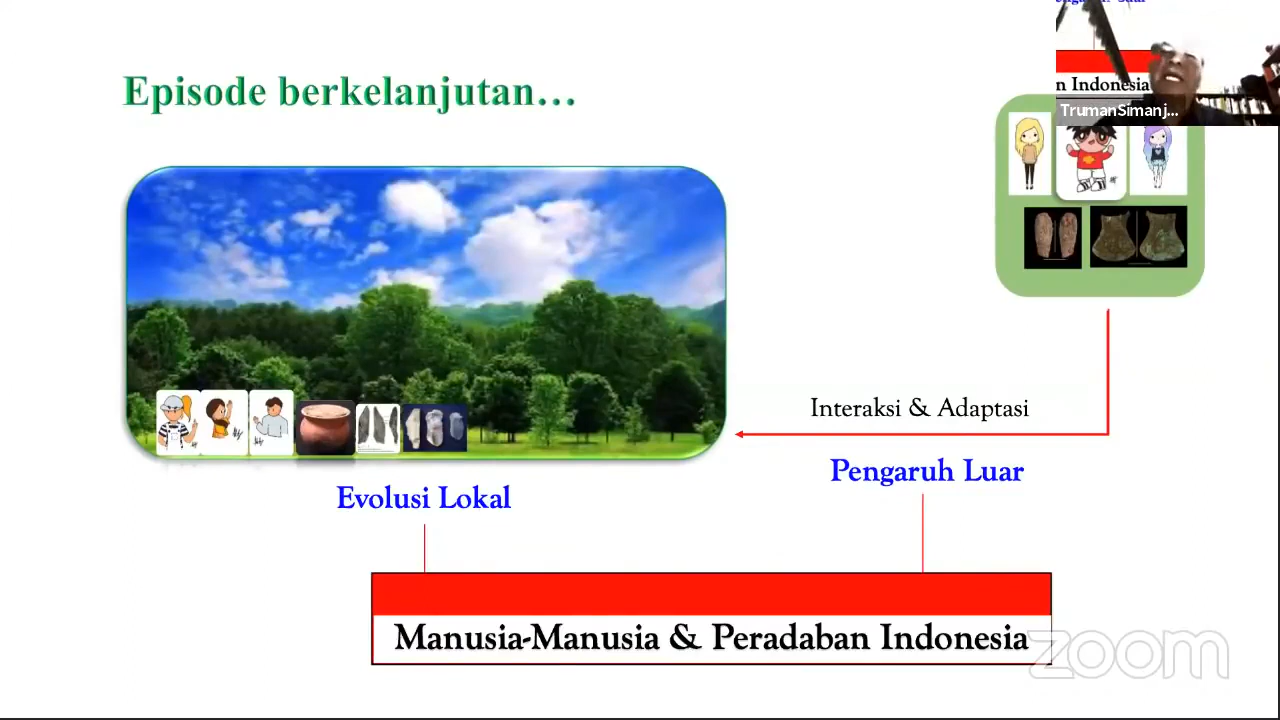 Episode berkelanjutan…
n Indonesia
TrumanSimanj...
Interaksi & Adaptasi
Pengaruh Luar
Evolusi Lokal
Manusia-Manusia & Peradaban Indonesia
zoom